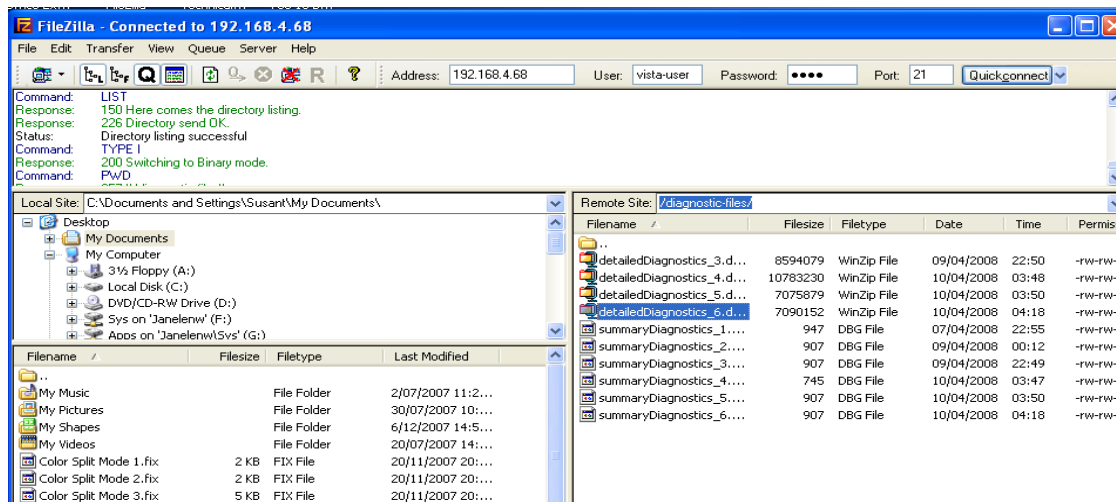 FileZilla - Connected to 192.168.4.68
File Edit Transfer View Queue Server Help
Address: 192.168.4.68 User: vista-user Password: •••• Port: 21 Quickconnect
Command: LIST
Response: 150 Here comes the directory listing.
Response: 226 Directory send OK.
Status: Directory listing successful
Command: TYPE I
Response: 200 Switching to Binary mode.
Command: PWD
Local Site: C:\Documents and Settings\Susant\My Documents\
Desktop
My Documents
My Computer
3½ Floppy (A:)
Local Disk (C:)
DVD/CD-RW Drive (D:)
Sys on 'Janelenw' (F:)
Apps on 'Janelenw\Sys' (G:)
Filename Filesize Filetype Last Modified
..
My Music File Folder 2/07/2007 11:2...
My Pictures File Folder 30/07/2007 10:...
My Shapes File Folder 6/12/2007 14:5...
My Videos File Folder 20/07/2007 14:...
Color Split Mode 1.fix 2 KB FIX File 20/11/2007 20:...
Color Split Mode 2.fix 2 KB FIX File 20/11/2007 20:...
Color Split Mode 3.fix 5 KB FIX File 20/11/2007 20:...
Remote Site: /diagnostic-files/
Filename Filesize Filetype Date Time Permis
..
detailedDiagnostics_3.d... 8594079 WinZip File 09/04/2008 22:50 -rw-rw-
detailedDiagnostics_4.d... 10783230 WinZip File 10/04/2008 03:48 -rw-rw-
detailedDiagnostics_5.d... 7075879 WinZip File 10/04/2008 03:50 -rw-rw-
detailedDiagnostics_6.d... 7090152 WinZip File 10/04/2008 04:18 -rw-rw-
summaryDiagnostics_1.... 947 DBG File 07/04/2008 22:55 -rw-rw-
summaryDiagnostics_2.... 907 DBG File 09/04/2008 00:12 -rw-rw-
summaryDiagnostics_3.... 907 DBG File 09/04/2008 22:49 -rw-rw-
summaryDiagnostics_4.... 745 DBG File 10/04/2008 03:47 -rw-rw-
summaryDiagnostics_5.... 907 DBG File 10/04/2008 03:50 -rw-rw-
summaryDiagnostics_6.... 907 DBG File 10/04/2008 04:18 -rw-rw-